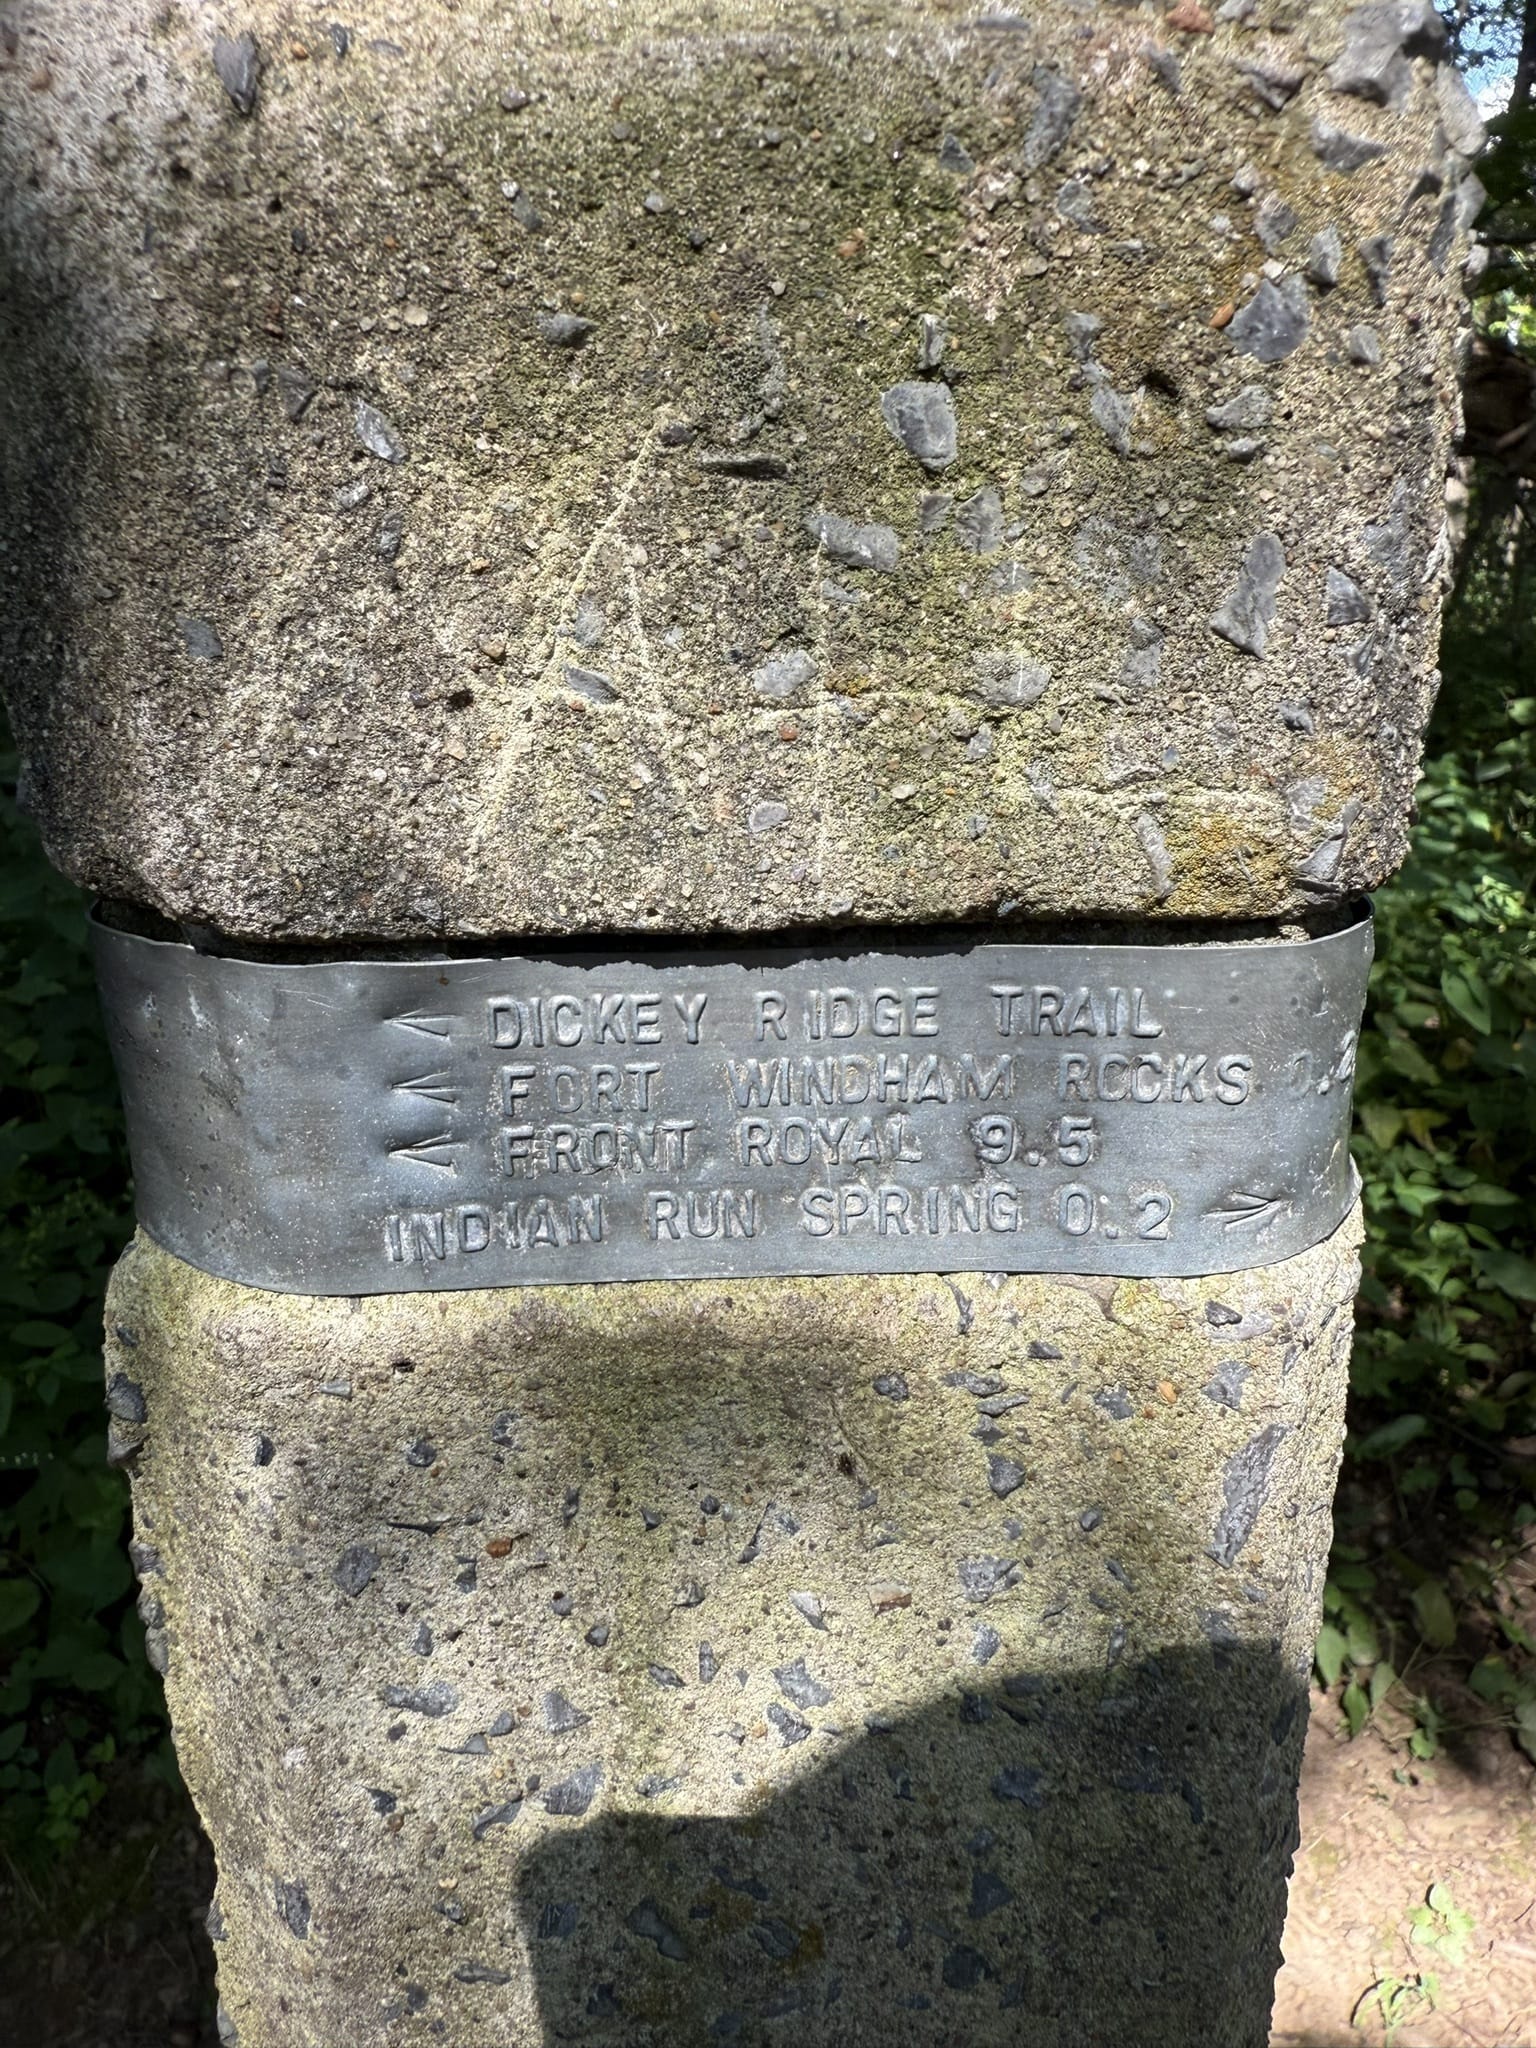 ← DICKEY RIDGE TRAIL
← FORT WINDHAM ROCKS
← FRONT ROYAL 9.5
INDIAN RUN SPRING 0.2 →